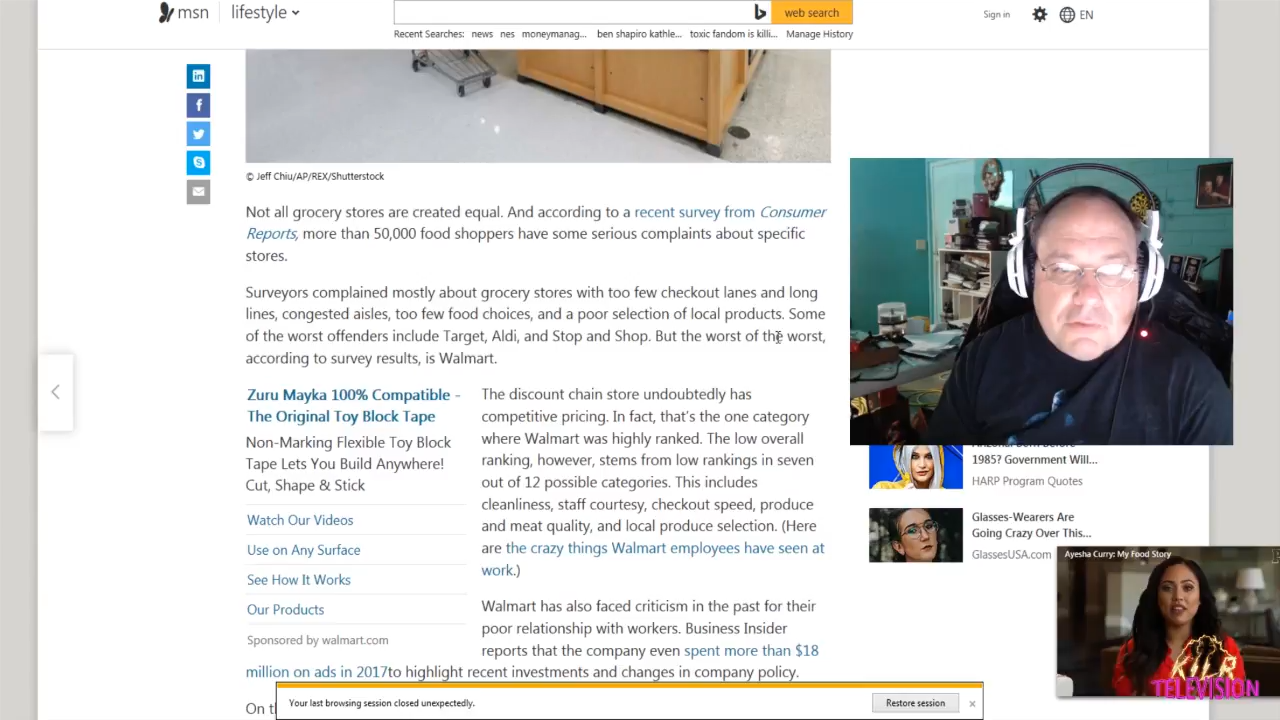 msn
lifestyle
web search
Sign in
EN
Recent Searches: news nes moneymanag... ben shapiro kathle... toxic fandom is killi... Manage History
© Jeff Chiu/AP/REX/Shutterstock
Not all grocery stores are created equal. And according to a recent survey from Consumer
Reports, more than 50,000 food shoppers have some serious complaints about specific
stores.
Surveyors complained mostly about grocery stores with too few checkout lanes and long
lines, congested aisles, too few food choices, and a poor selection of local products. Some
of the worst offenders include Target, Aldi, and Stop and Shop. But the worst of the worst,
according to survey results, is Walmart.
Zuru Mayka 100% Compatible -
The Original Toy Block Tape
Non-Marking Flexible Toy Block
Tape Lets You Build Anywhere!
Cut, Shape & Stick
Watch Our Videos
Use on Any Surface
See How It Works
Our Products
Sponsored by walmart.com
The discount chain store undoubtedly has
competitive pricing. In fact, that's the one category
where Walmart was highly ranked. The low overall
ranking, however, stems from low rankings in seven
out of 12 possible categories. This includes
cleanliness, staff courtesy, checkout speed, produce
and meat quality, and local produce selection. (Here
are the crazy things Walmart employees have seen at
work.)
Walmart has also faced criticism in the past for their
poor relationship with workers. Business Insider
reports that the company even spent more than $18
million on ads in 2017to highlight recent investments and changes in company policy.
On th
1985? Government Will...
HARP Program Quotes
Glasses-Wearers Are
Going Crazy Over This...
GlassesUSA.com
Ayesha Curry: My Food Story
TELEVISION
Your last browsing session closed unexpectedly.
Restore session